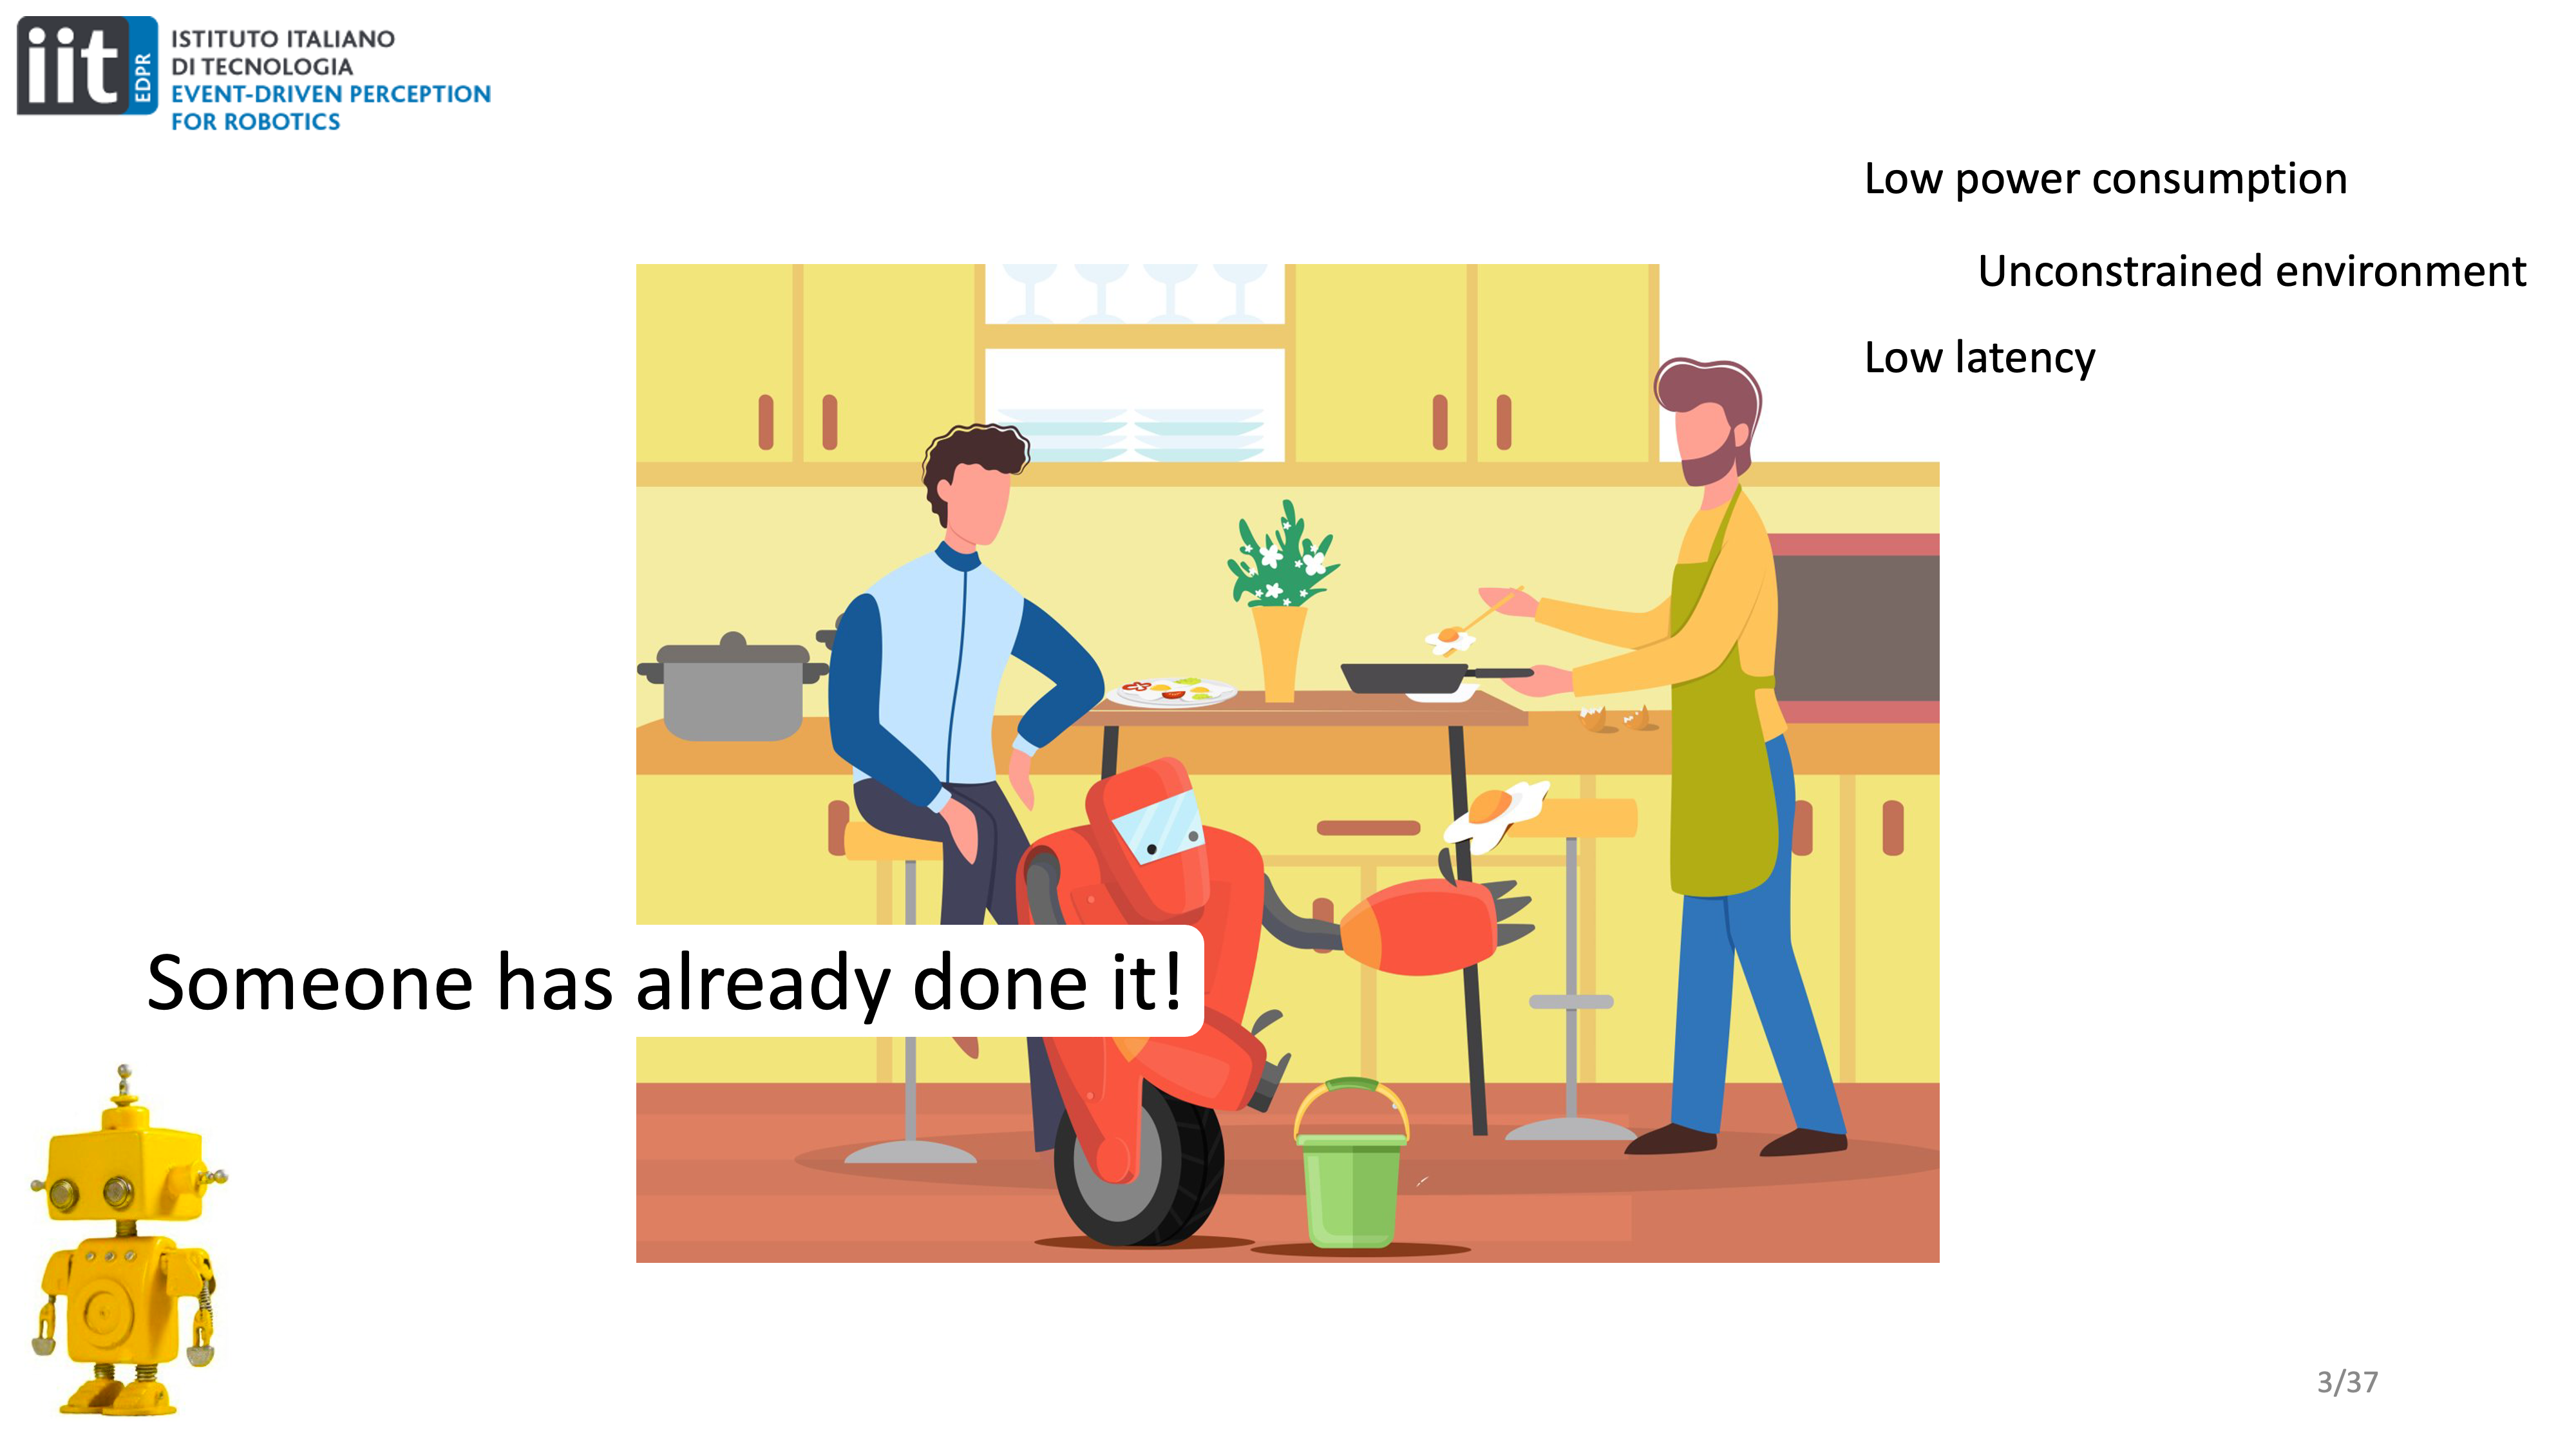 iit
EDPR
ISTITUTO ITALIANO
DI TECNOLOGIA
EVENT-DRIVEN PERCEPTION
FOR ROBOTICS
Low power consumption
Unconstrained environment
Low latency
Someone has already done it!
3/37